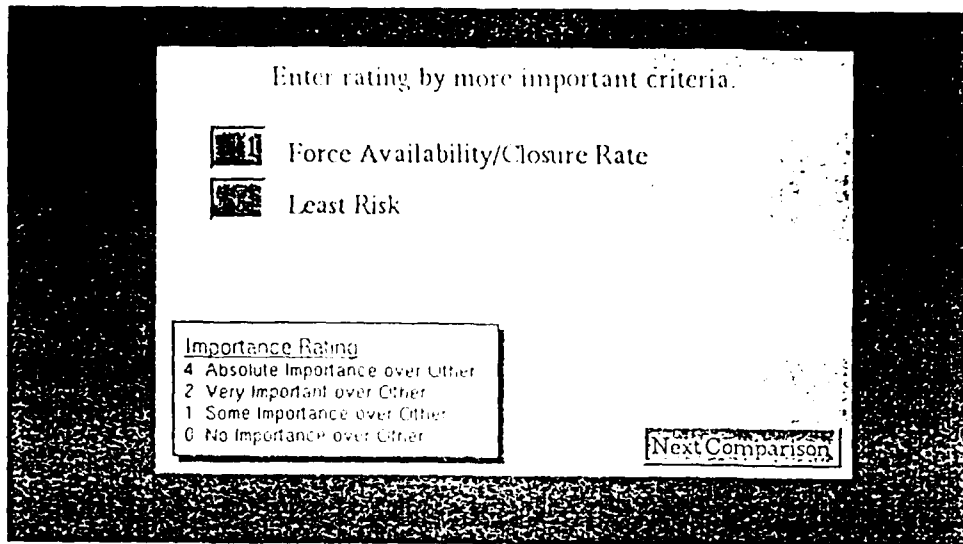 Enter rating by more important criteria.
1 Force Availability/Closure Rate
Least Risk
Importance Rating
4 Absolute Importance over Other
2 Very Important over Other
1 Some Importance over Other
0 No Importance over Other
Next Comparison